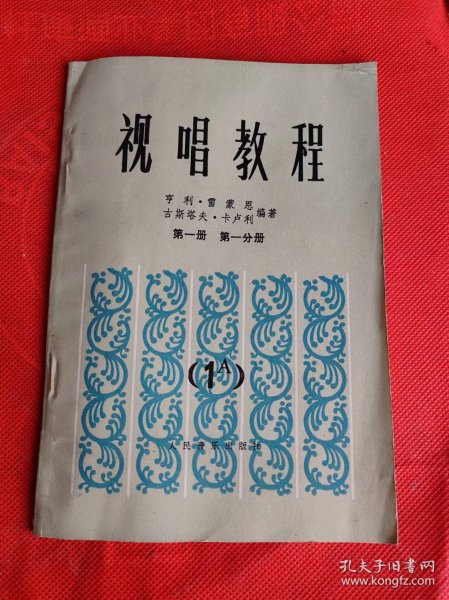 视唱教程
亨利·雷蒙恩
古斯塔夫·卡卢利 编著
第一册 第一分册
(1A)
人民音乐出版社
孔夫子旧书网
www.kongfz.com